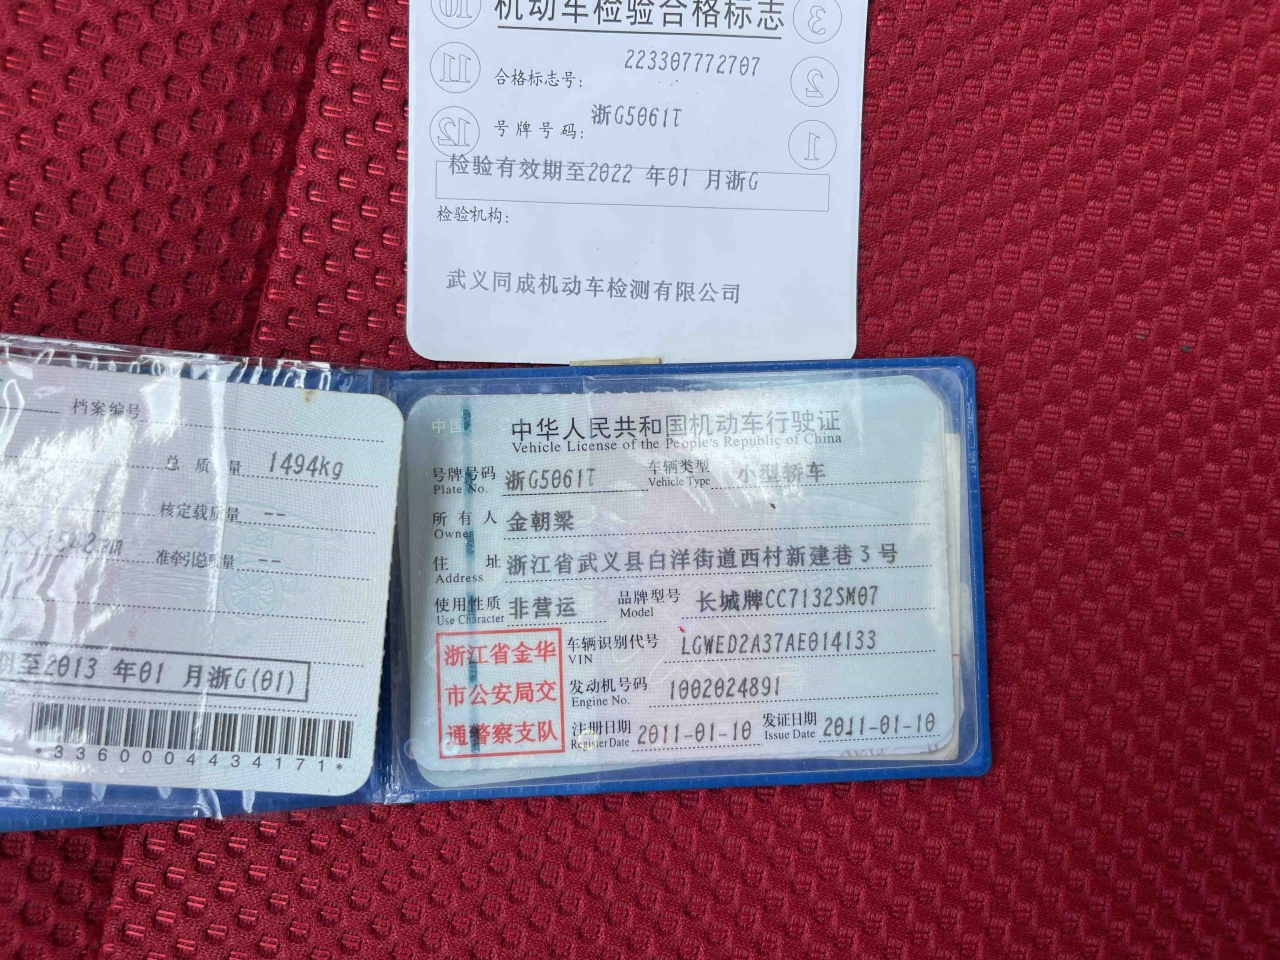 机动车检验合格标志
10 11 12
3 2 1
合格标志号: 223307772707
号牌号码: 浙G5061T
检验有效期至2022 年01 月浙G
检验机构:
武义同成机动车检测有限公司
档案编号
总质量 1494kg
核定载质量 --
准牵引总质量 --
期至2013 年01 月浙G(01)
*3360004434171*
中华人民共和国机动车行驶证
Vehicle License of the People's Republic of China
号牌号码 浙G5061T 车辆类型 小型轿车
Plate No. Vehicle Type
所有人 金朝梁
Owner
住址 浙江省武义县白洋街道西村新建巷3号
Address
使用性质 非营运 品牌型号 长城牌CC7132SM07
Use Character Model
浙江省金华
市公安局交
通警察支队
车辆识别代号 LGWED2A37AE014133
VIN
发动机号码 1002024891
Engine No.
注册日期 2011-01-10 发证日期 2011-01-10
Register Date Issue Date